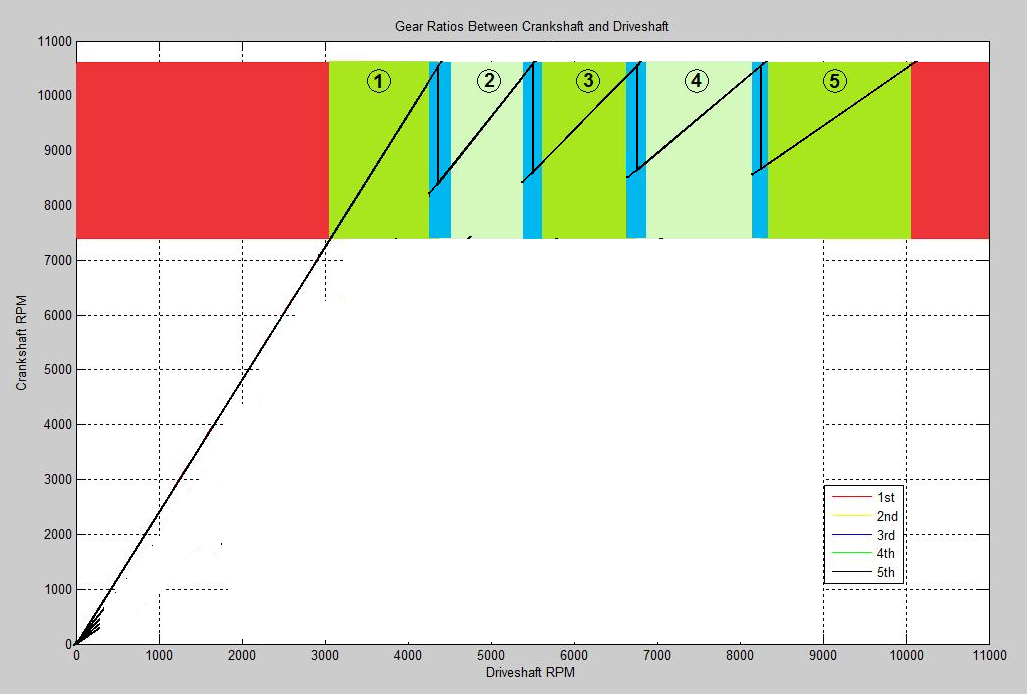 Gear Ratios Between Crankshaft and Driveshaft
11000
10000
9000
8000
7000
6000
5000
4000
3000
2000
1000
0
Crankshaft RPM
1 2 3 4 5
1st
2nd
3rd
4th
5th
0 1000 2000 3000 4000 5000 6000 7000 8000 9000 10000 11000
Driveshaft RPM